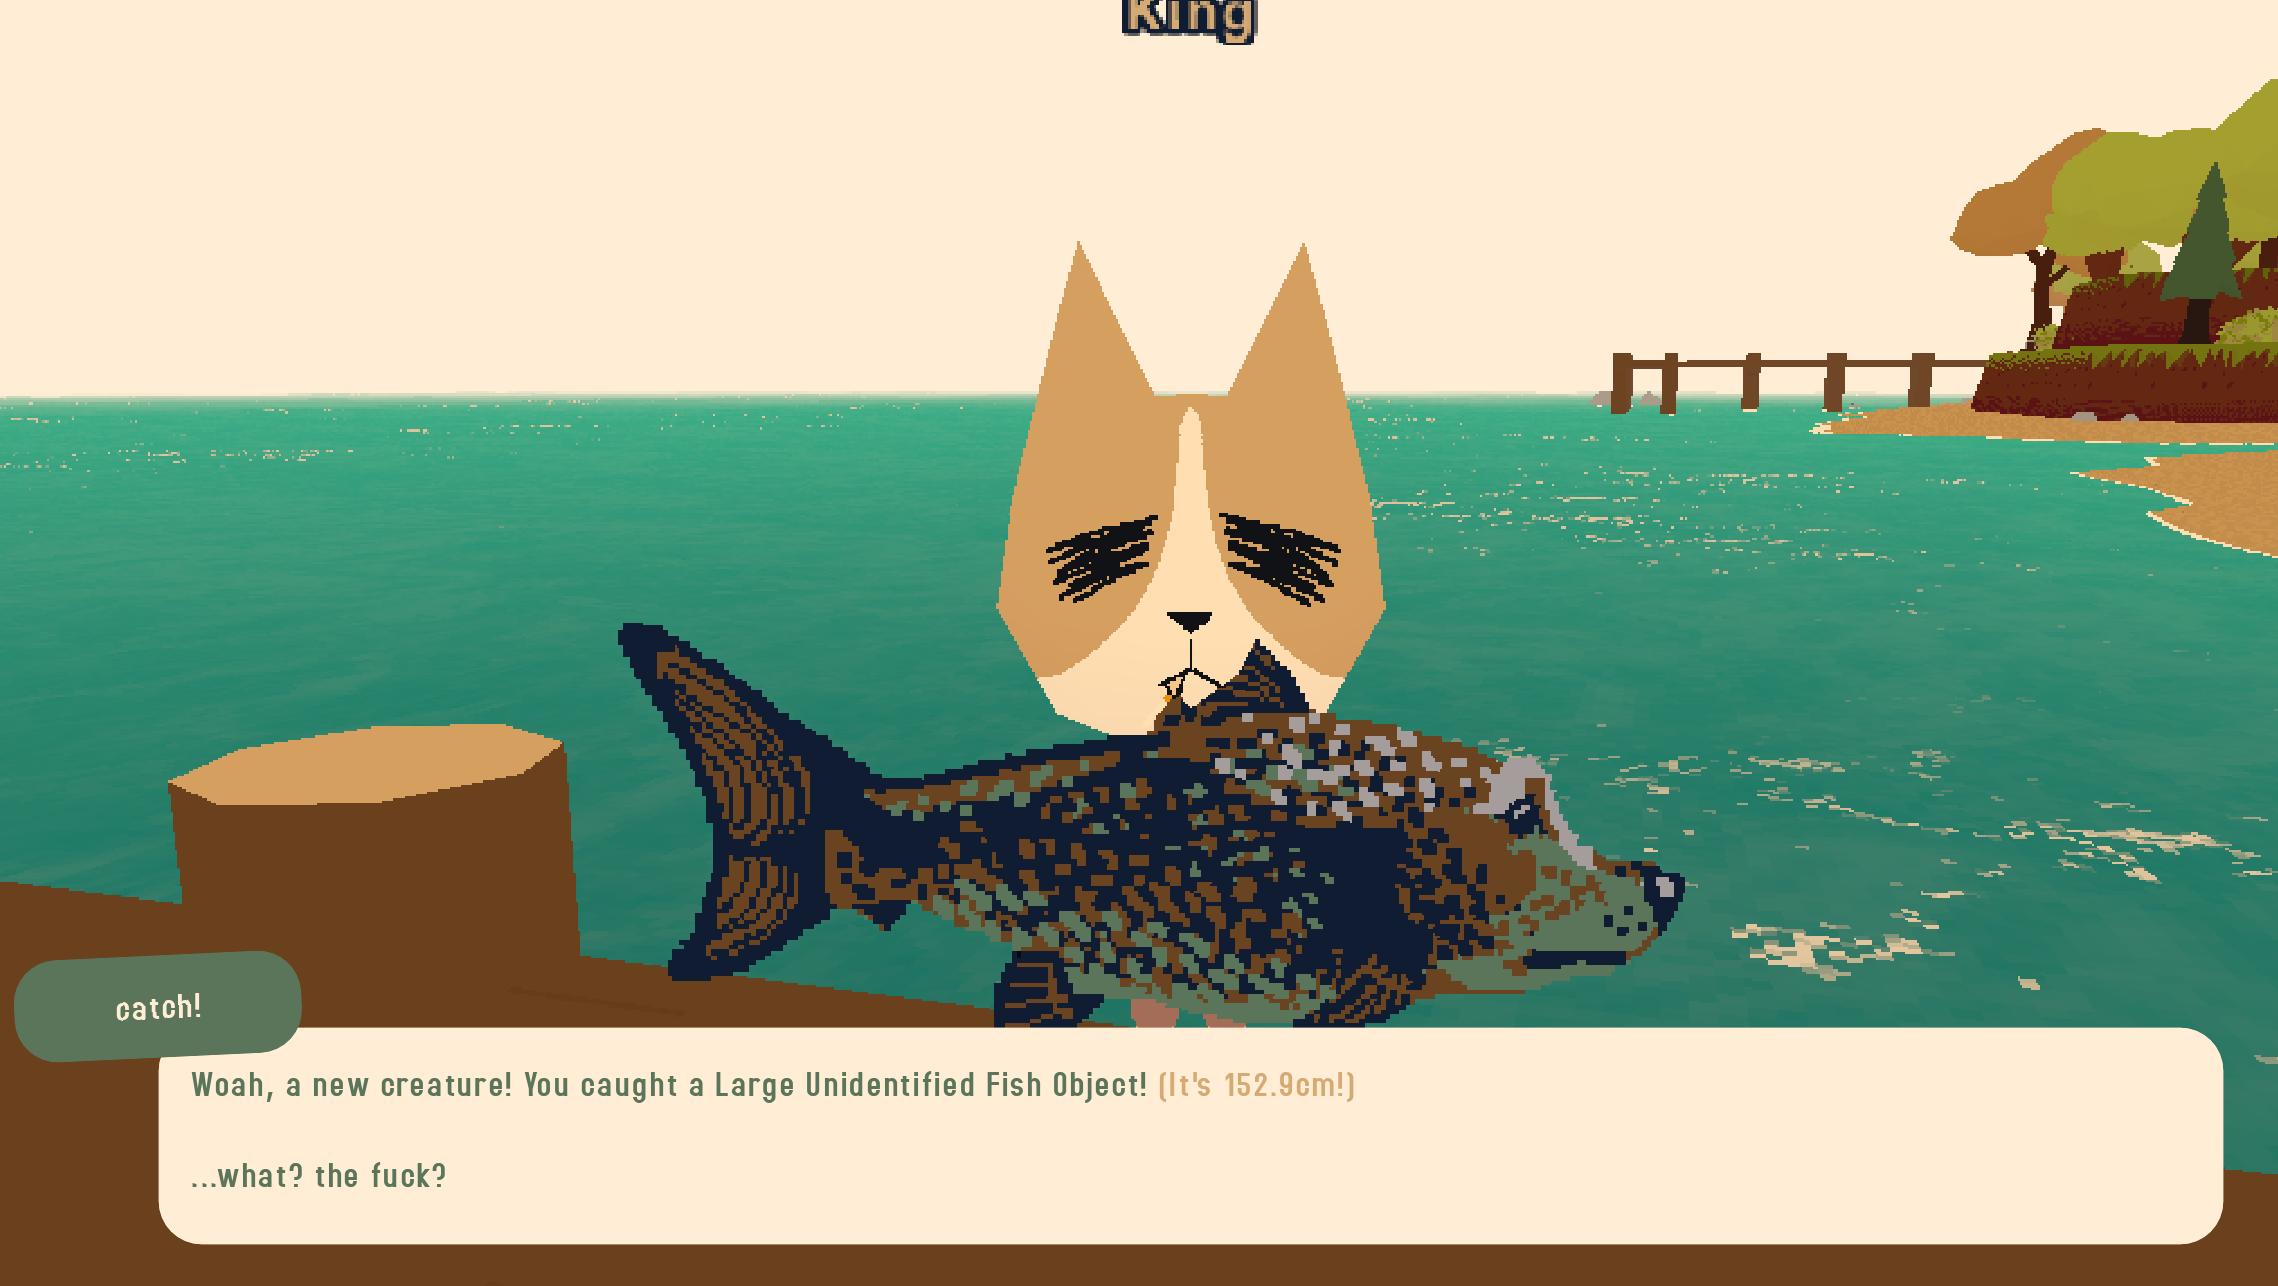 King
catch!
Woah, a new creature! You caught a Large Unidentified Fish Object! (It's 152.9cm!)
...what? the fuck?